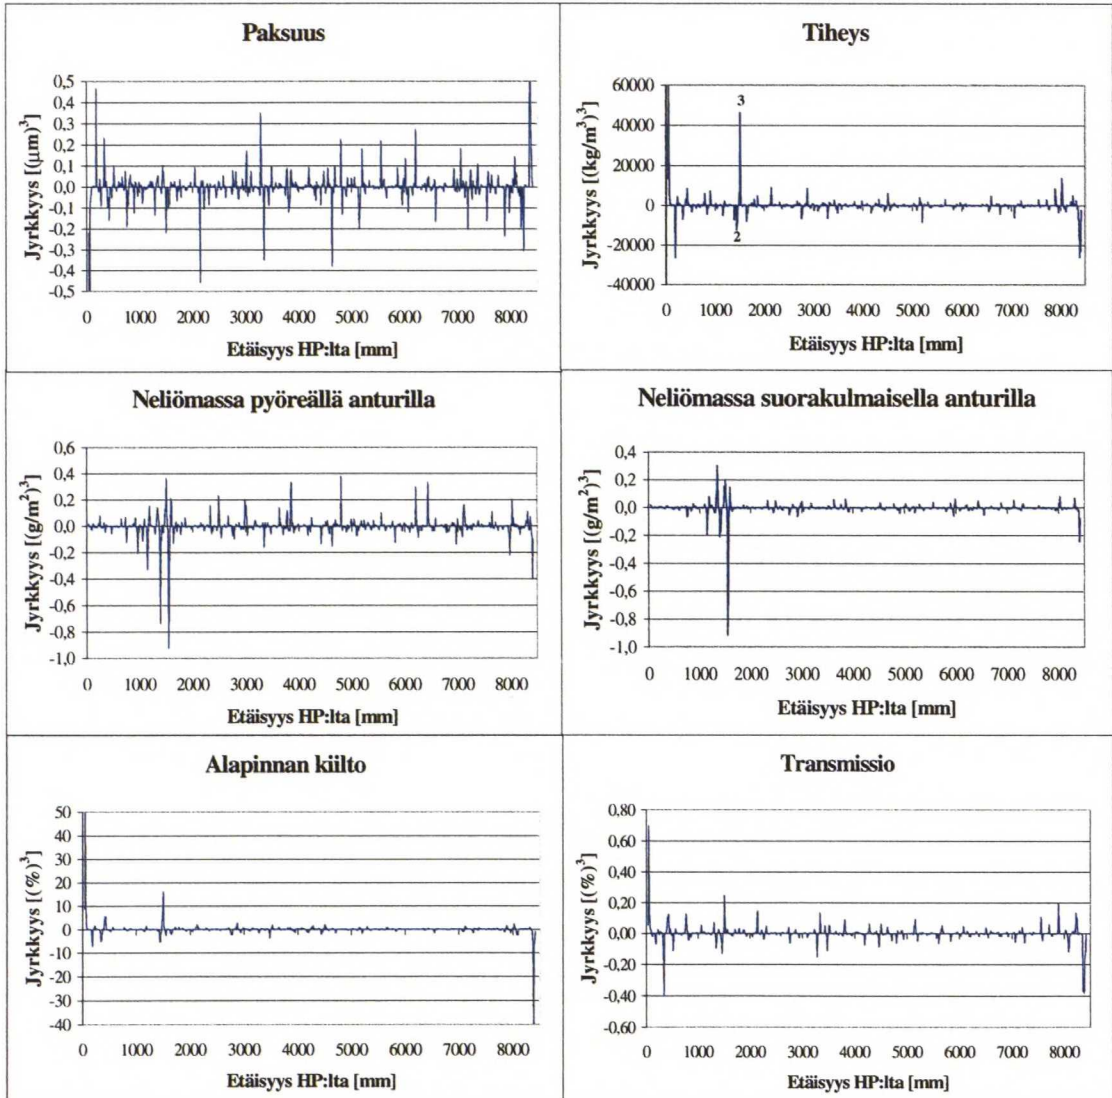 Paksuus
Jyrkkyys [(μm)³]
0,5
0,4
0,3
0,2
0,1
0,0
-0,1
-0,2
-0,3
-0,4
-0,5
0 1000 2000 3000 4000 5000 6000 7000 8000
Etäisyys HP:lta [mm]
Tiheys
Jyrkkyys [(kg/m³)³]
60000
40000
20000
0
-20000
-40000
3
2
0 1000 2000 3000 4000 5000 6000 7000 8000
Etäisyys HP:lta [mm]
Neliömassa pyöreällä anturilla
Jyrkkyys [(g/m²)³]
0,6
0,4
0,2
0,0
-0,2
-0,4
-0,6
-0,8
-1,0
0 1000 2000 3000 4000 5000 6000 7000 8000
Etäisyys HP:lta [mm]
Neliömassa suorakulmaisella anturilla
Jyrkkyys [(g/m²)³]
0,4
0,2
0,0
-0,2
-0,4
-0,6
-0,8
-1,0
0 1000 2000 3000 4000 5000 6000 7000 8000
Etäisyys HP:lta [mm]
Alapinnan kiilto
Jyrkkyys [(%)³]
50
40
30
20
10
0
-10
-20
-30
-40
0 1000 2000 3000 4000 5000 6000 7000 8000
Etäisyys HP:lta [mm]
Transmissio
Jyrkkyys [(%)³]
0,80
0,60
0,40
0,20
0,00
-0,20
-0,40
-0,60
0 1000 2000 3000 4000 5000 6000 7000 8000
Etäisyys HP:lta [mm]